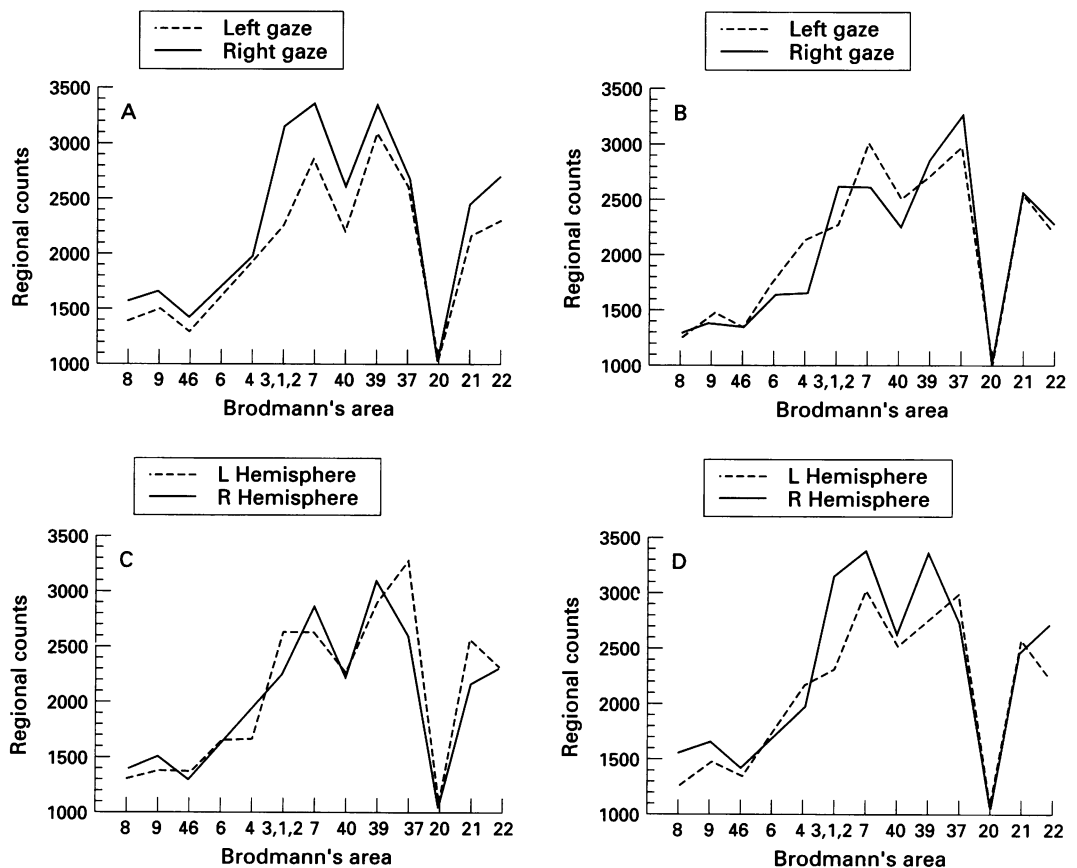 Left gaze
Right gaze
A
Regional counts
3500
3000
2500
2000
1500
1000
8 9 46 6 4 3,1,2 7 40 39 37 20 21 22
Brodmann's area
Left gaze
Right gaze
B
Regional counts
3500
3000
2500
2000
1500
1000
8 9 46 6 4 3,1,2 7 40 39 37 20 21 22
Brodmann's area
L Hemisphere
R Hemisphere
C
Regional counts
3500
3000
2500
2000
1500
1000
8 9 46 6 4 3,1,2 7 40 39 37 20 21 22
Brodmann's area
L Hemisphere
R Hemisphere
D
Regional counts
3500
3000
2500
2000
1500
1000
8 9 46 6 4 3,1,2 7 40 39 37 20 21 22
Brodmann's area